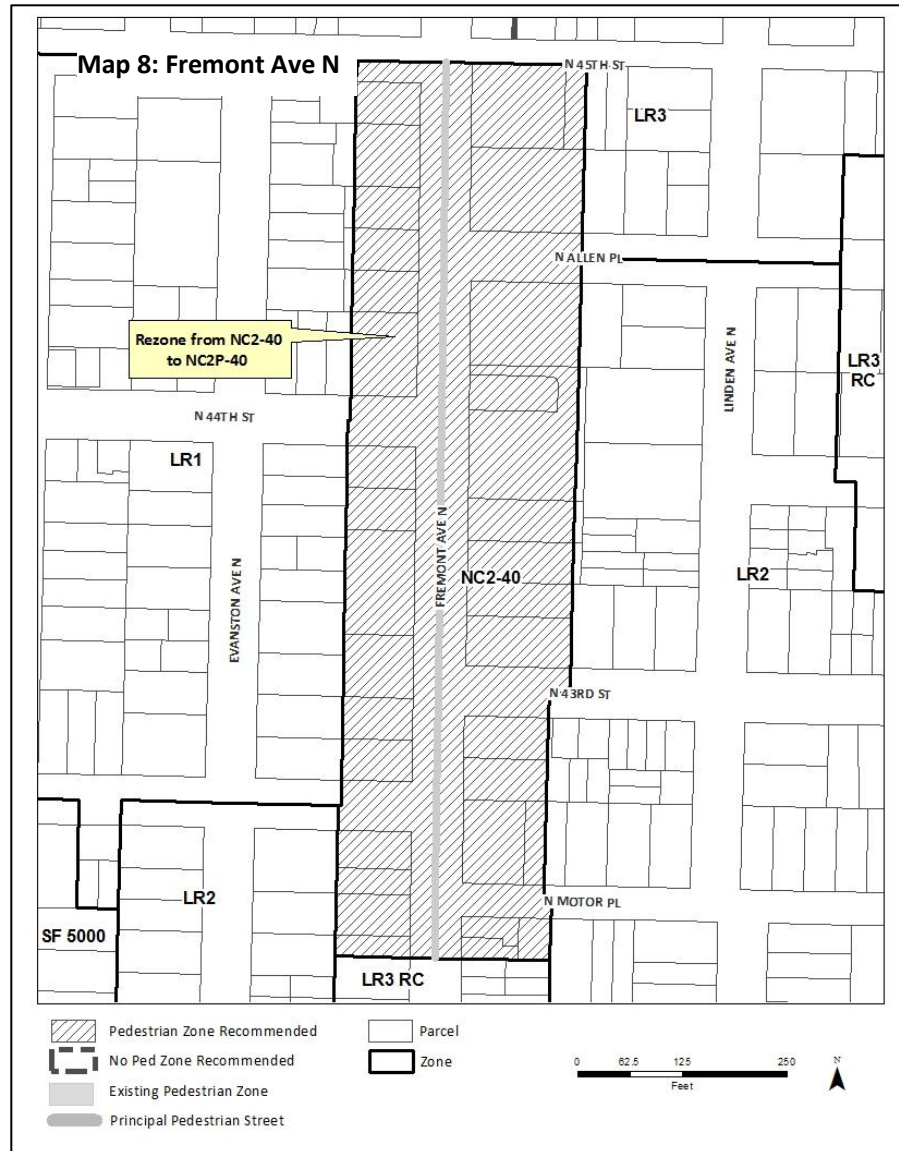 Map 8: Fremont Ave N
N 45TH ST
LR3
N ALLEN PL
Rezone from NC2-40
to NC2P-40
LINDEN AVE N
LR3
RC
N 44TH ST
LR1
FREMONT AVE N
NC2-40
LR2
EVANSTON AVE N
N 43RD ST
LR2
N MOTOR PL
SF 5000
LR3 RC
Pedestrian Zone Recommended
No Ped Zone Recommended
Existing Pedestrian Zone
Principal Pedestrian Street
Parcel
Zone
0 62.5 125 250
Feet
N